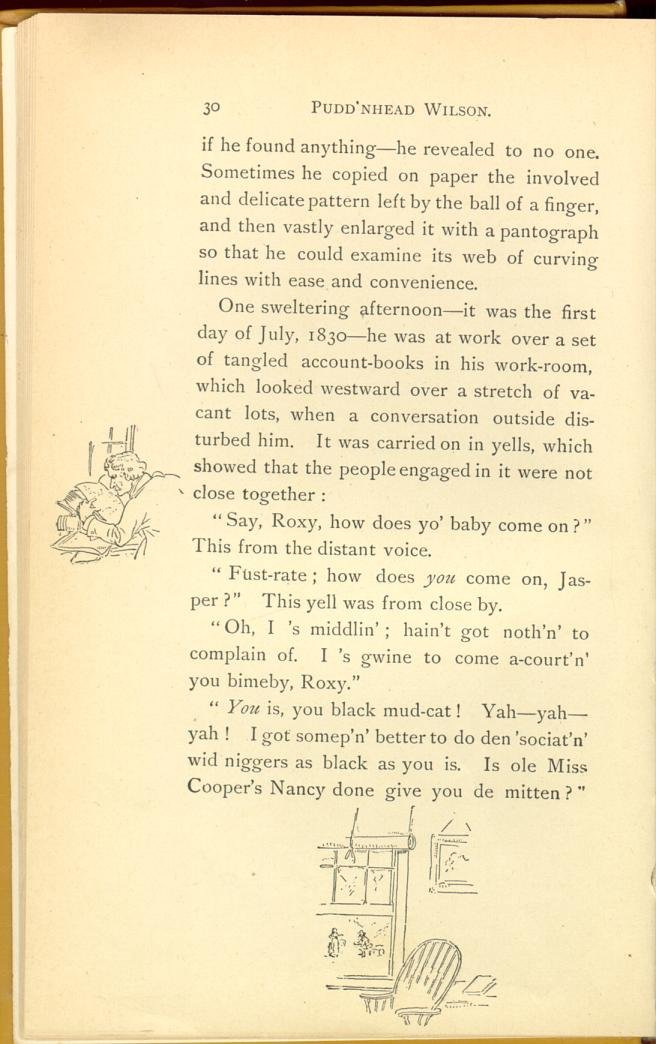 30 PUDD'NHEAD WILSON.
if he found anything—he revealed to no one.
Sometimes he copied on paper the involved
and delicate pattern left by the ball of a finger,
and then vastly enlarged it with a pantograph
so that he could examine its web of curving
lines with ease and convenience.
One sweltering afternoon—it was the first
day of July, 1830—he was at work over a set
of tangled account-books in his work-room,
which looked westward over a stretch of va-
cant lots, when a conversation outside dis-
turbed him. It was carried on in yells, which
showed that the people engaged in it were not
close together :
"Say, Roxy, how does yo' baby come on?"
This from the distant voice.
"Fust-rate ; how does you come on, Jas-
per?" This yell was from close by.
"Oh, I 's middlin' ; hain't got noth'n' to
complain of. I 's gwine to come a-court'n'
you bimeby, Roxy."
"You is, you black mud-cat ! Yah—yah—
yah ! I got somep'n' better to do den 'sociat'n'
wid niggers as black as you is. Is ole Miss
Cooper's Nancy done give you de mitten?"